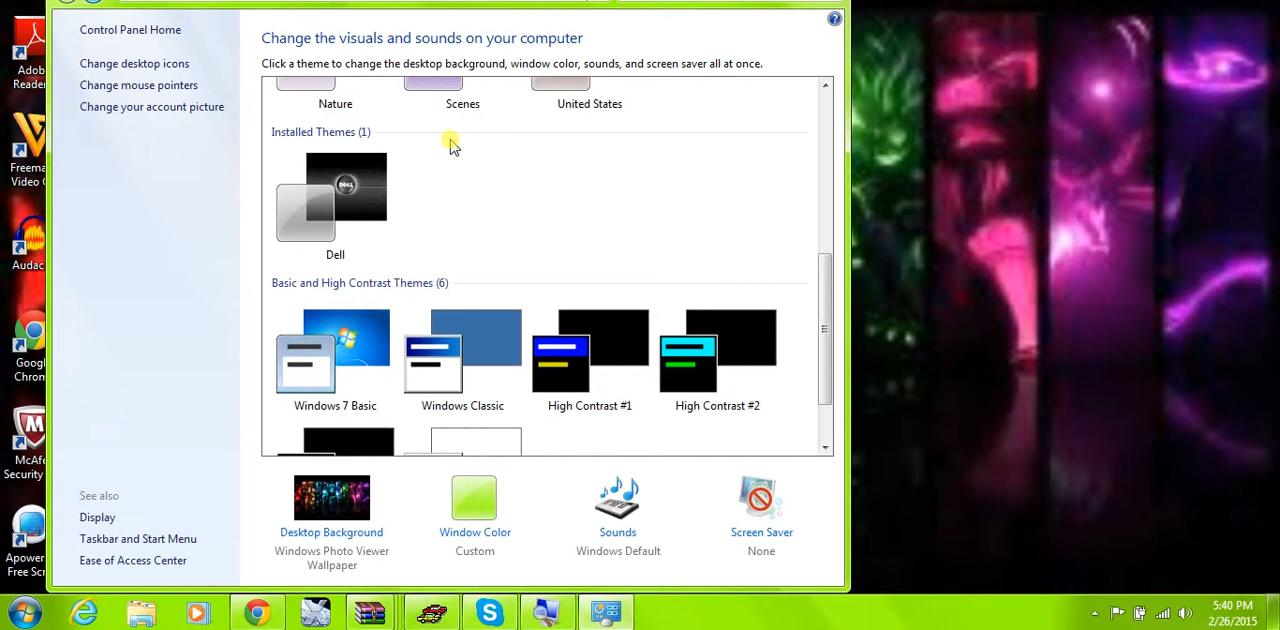 Control Panel Home
Change desktop icons
Change mouse pointers
Change your account picture
See also
Display
Taskbar and Start Menu
Ease of Access Center
Change the visuals and sounds on your computer
Click a theme to change the desktop background, window color, sounds, and screen saver all at once.
Nature
Scenes
United States
Installed Themes (1)
DELL
Dell
Basic and High Contrast Themes (6)
Windows 7 Basic
Windows Classic
High Contrast #1
High Contrast #2
Desktop Background
Windows Photo Viewer
Wallpaper
Window Color
Custom
Sounds
Windows Default
Screen Saver
None
Adob
Reader
Freema
Video C
Audac
Googl
Chrom
McAfe
Security
Apower
Free Scr
5:40 PM
2/26/2015